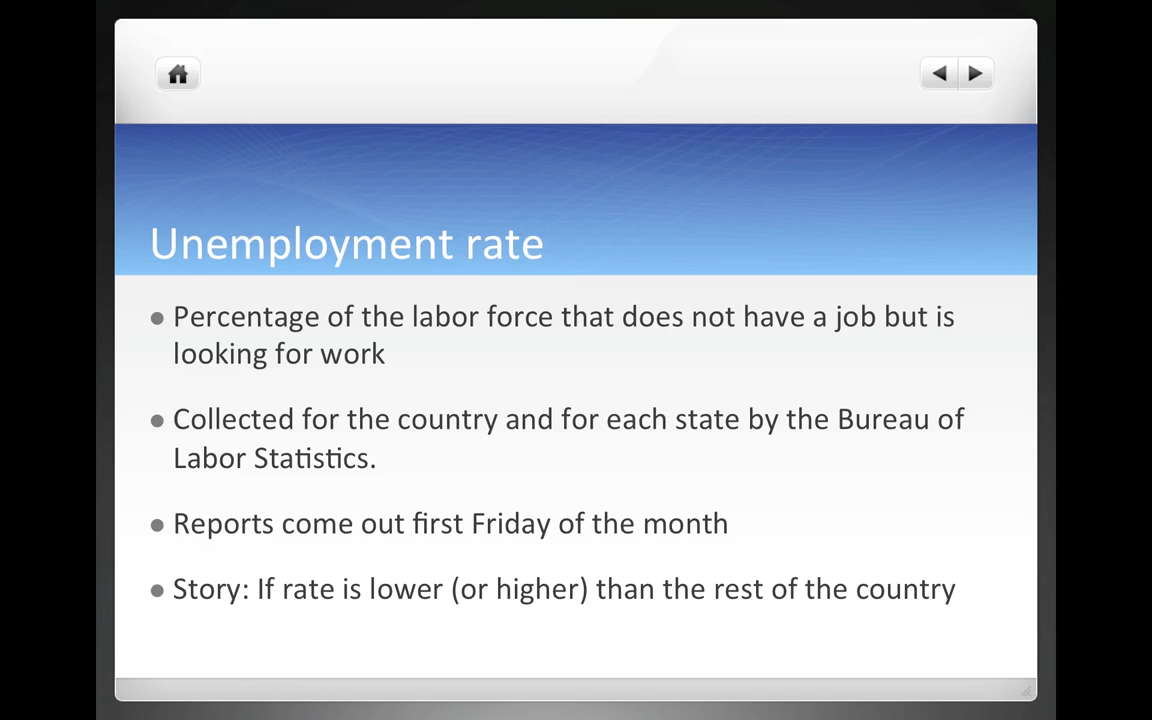 Unemployment rate
● Percentage of the labor force that does not have a job but is
looking for work
● Collected for the country and for each state by the Bureau of
Labor Statistics.
● Reports come out first Friday of the month
● Story: If rate is lower (or higher) than the rest of the country